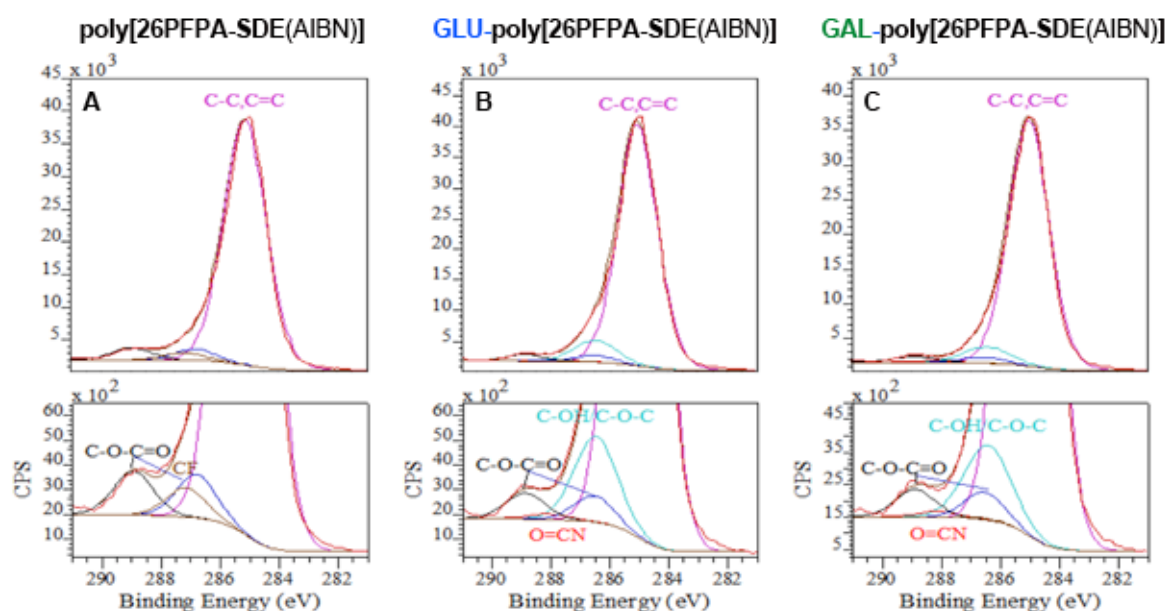 poly[26PFPA-SDE(AIBN)]
GLU-poly[26PFPA-SDE(AIBN)]
GAL-poly[26PFPA-SDE(AIBN)]
x 10³
A
C-C,C=C
45
40
35
30
25
20
15
10
5
x 10³
B
C-C,C=C
45
40
35
30
25
20
15
10
5
x 10³
C
C-C,C=C
40
35
30
25
20
15
10
5
x 10²
60
50
40
30
20
10
CPS
C-O-C=O
CF
290 288 286 284 282
Binding Energy (eV)
x 10²
60
50
40
30
20
10
CPS
C-OH/C-O-C
C-O-C=O
O=CN
290 288 286 284 282
Binding Energy (eV)
x 10²
45
35
25
15
5
CPS
C-OH/C-O-C
C-O-C=O
O=CN
290 288 286 284 282
Binding Energy (eV)